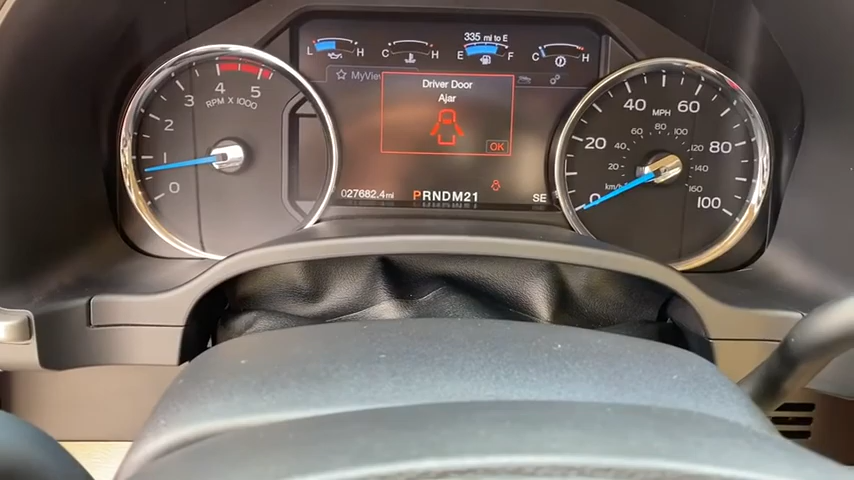 335 mi to E
L H C H E F C H
MyView
Driver Door
Ajar
OK
027682.4mi
PRNDM21
SE
0 1 2 3 4 5
RPM X 1000
0 20 40 60 80 100
MPH
20 40 60 80 100 120 140 160